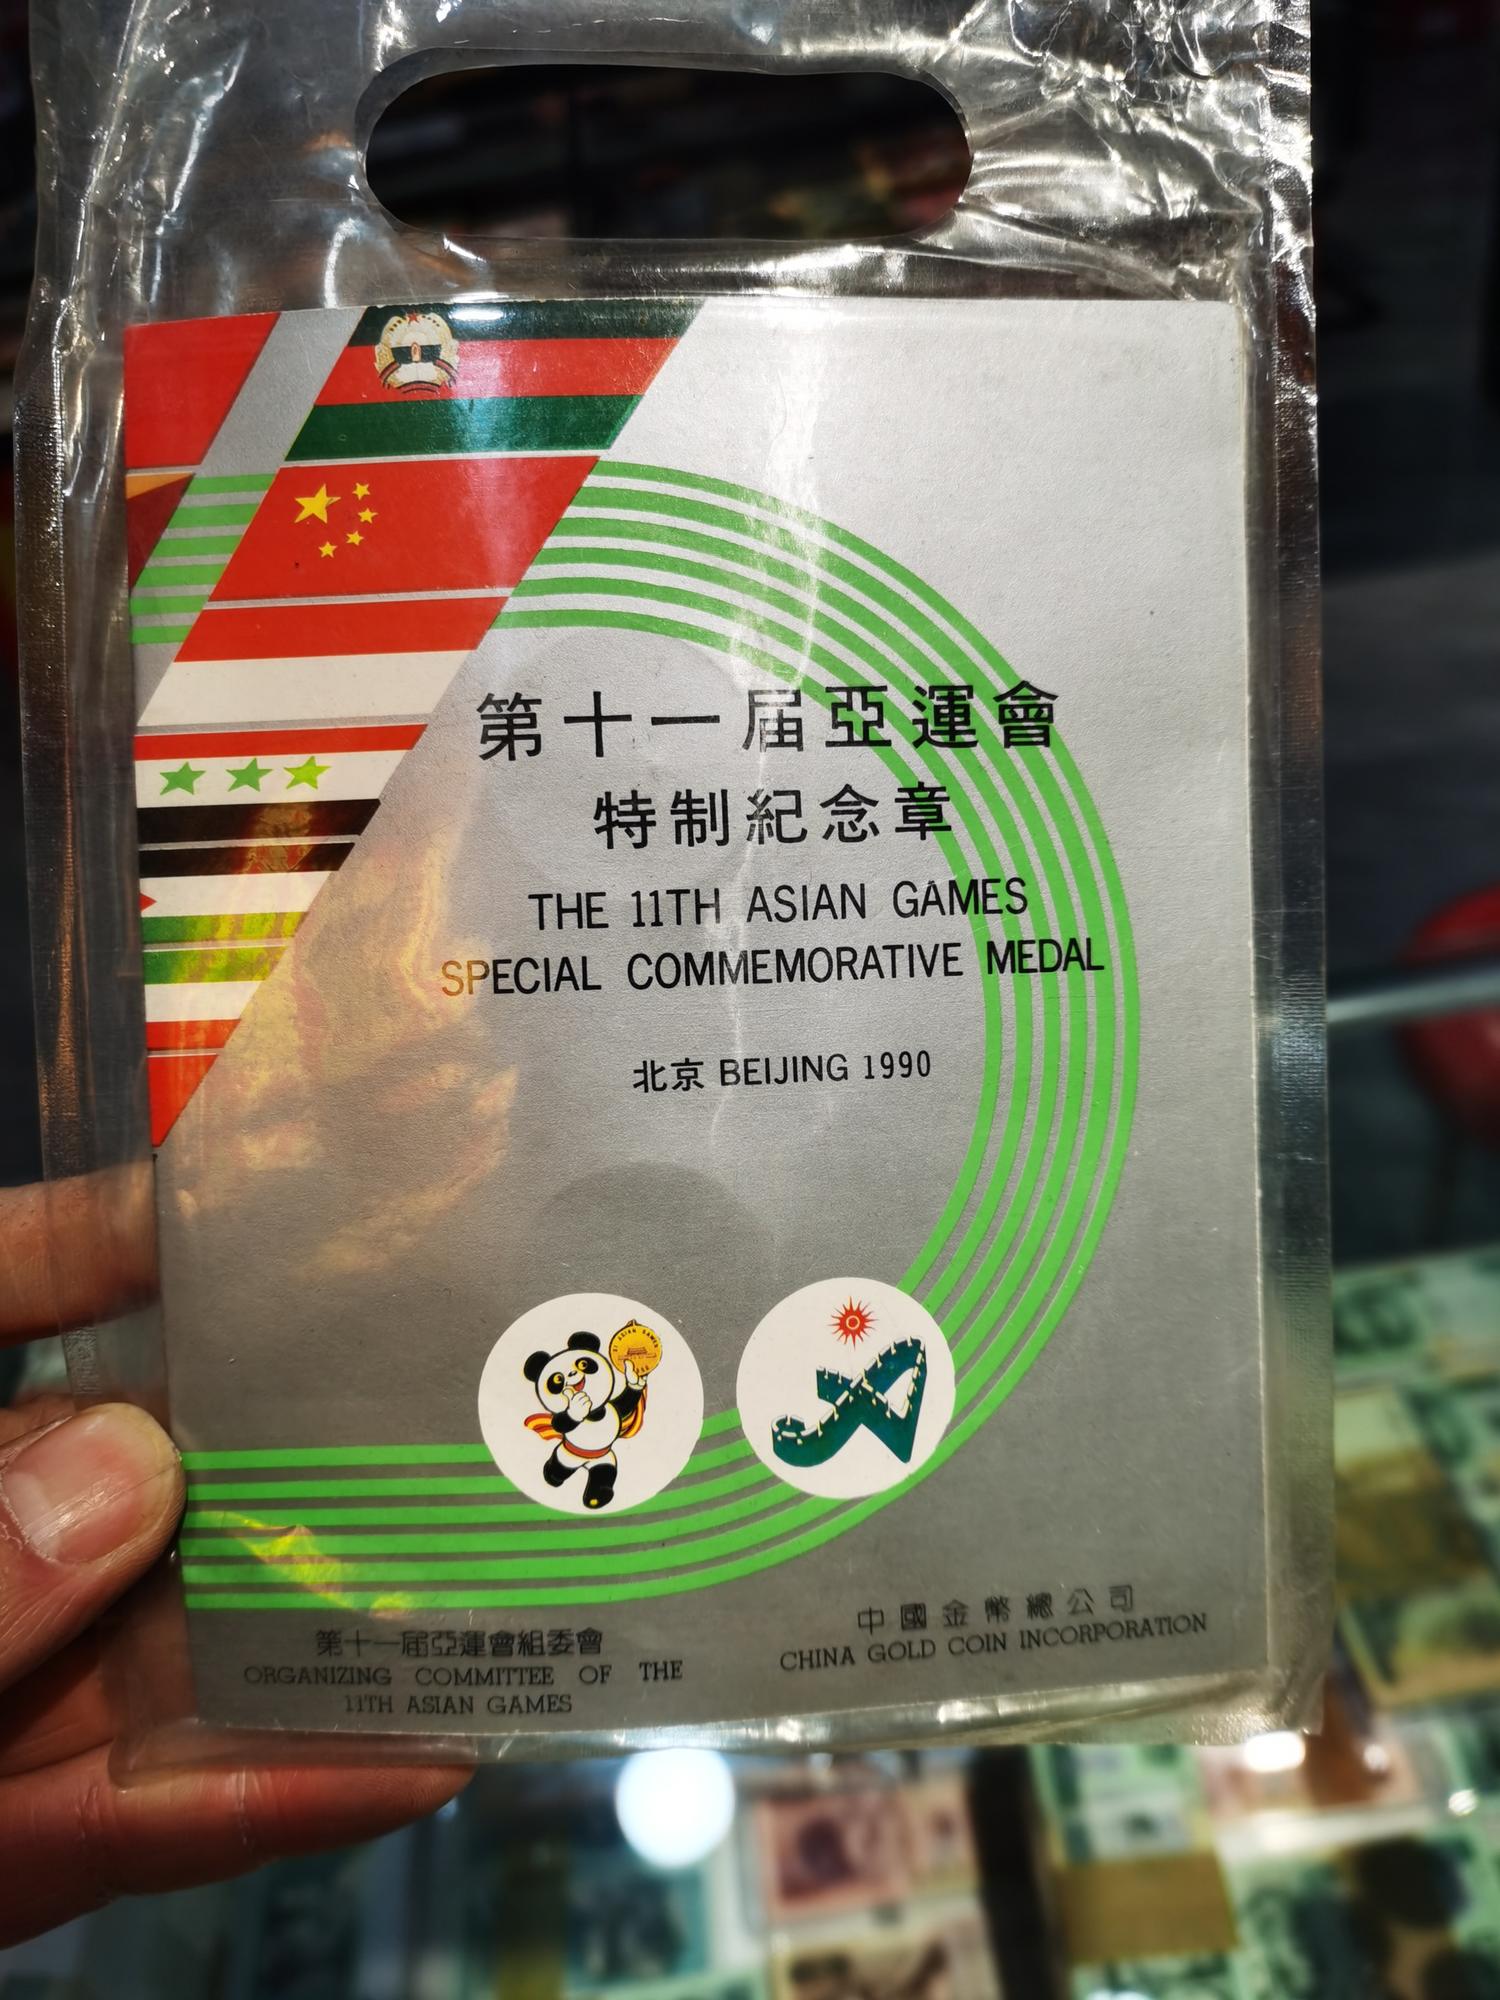 第十一届亞運會
特制紀念章
THE 11TH ASIAN GAMES
SPECIAL COMMEMORATIVE MEDAL
北京 BEIJING 1990
第十一届亞運會組委會
ORGANIZING COMMITTEE OF THE
11TH ASIAN GAMES
中國金幣總公司
CHINA GOLD COIN INCORPORATION